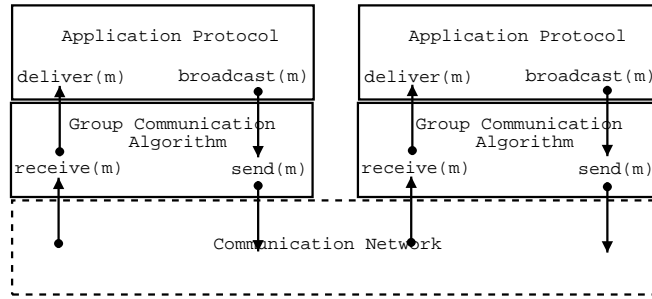 Application Protocol Application Protocol
deliver(m) broadcast(m) deliver(m) broadcast(m)
Group Communication Group Communication
Algorithm Algorithm
receive(m) send(m) receive(m) send(m)
Communication Network